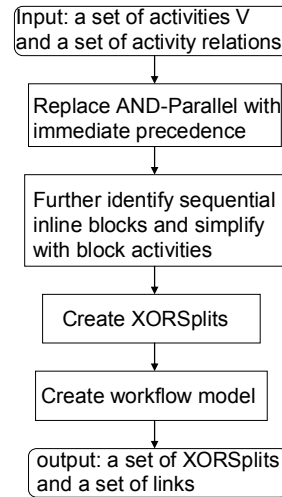 Input: a set of activities V
and a set of activity relations
Replace AND-Parallel with
immediate precedence
Further identify sequential
inline blocks and simplify
with block activities
Create XORSplits
Create workflow model
output: a set of XORSplits
and a set of links